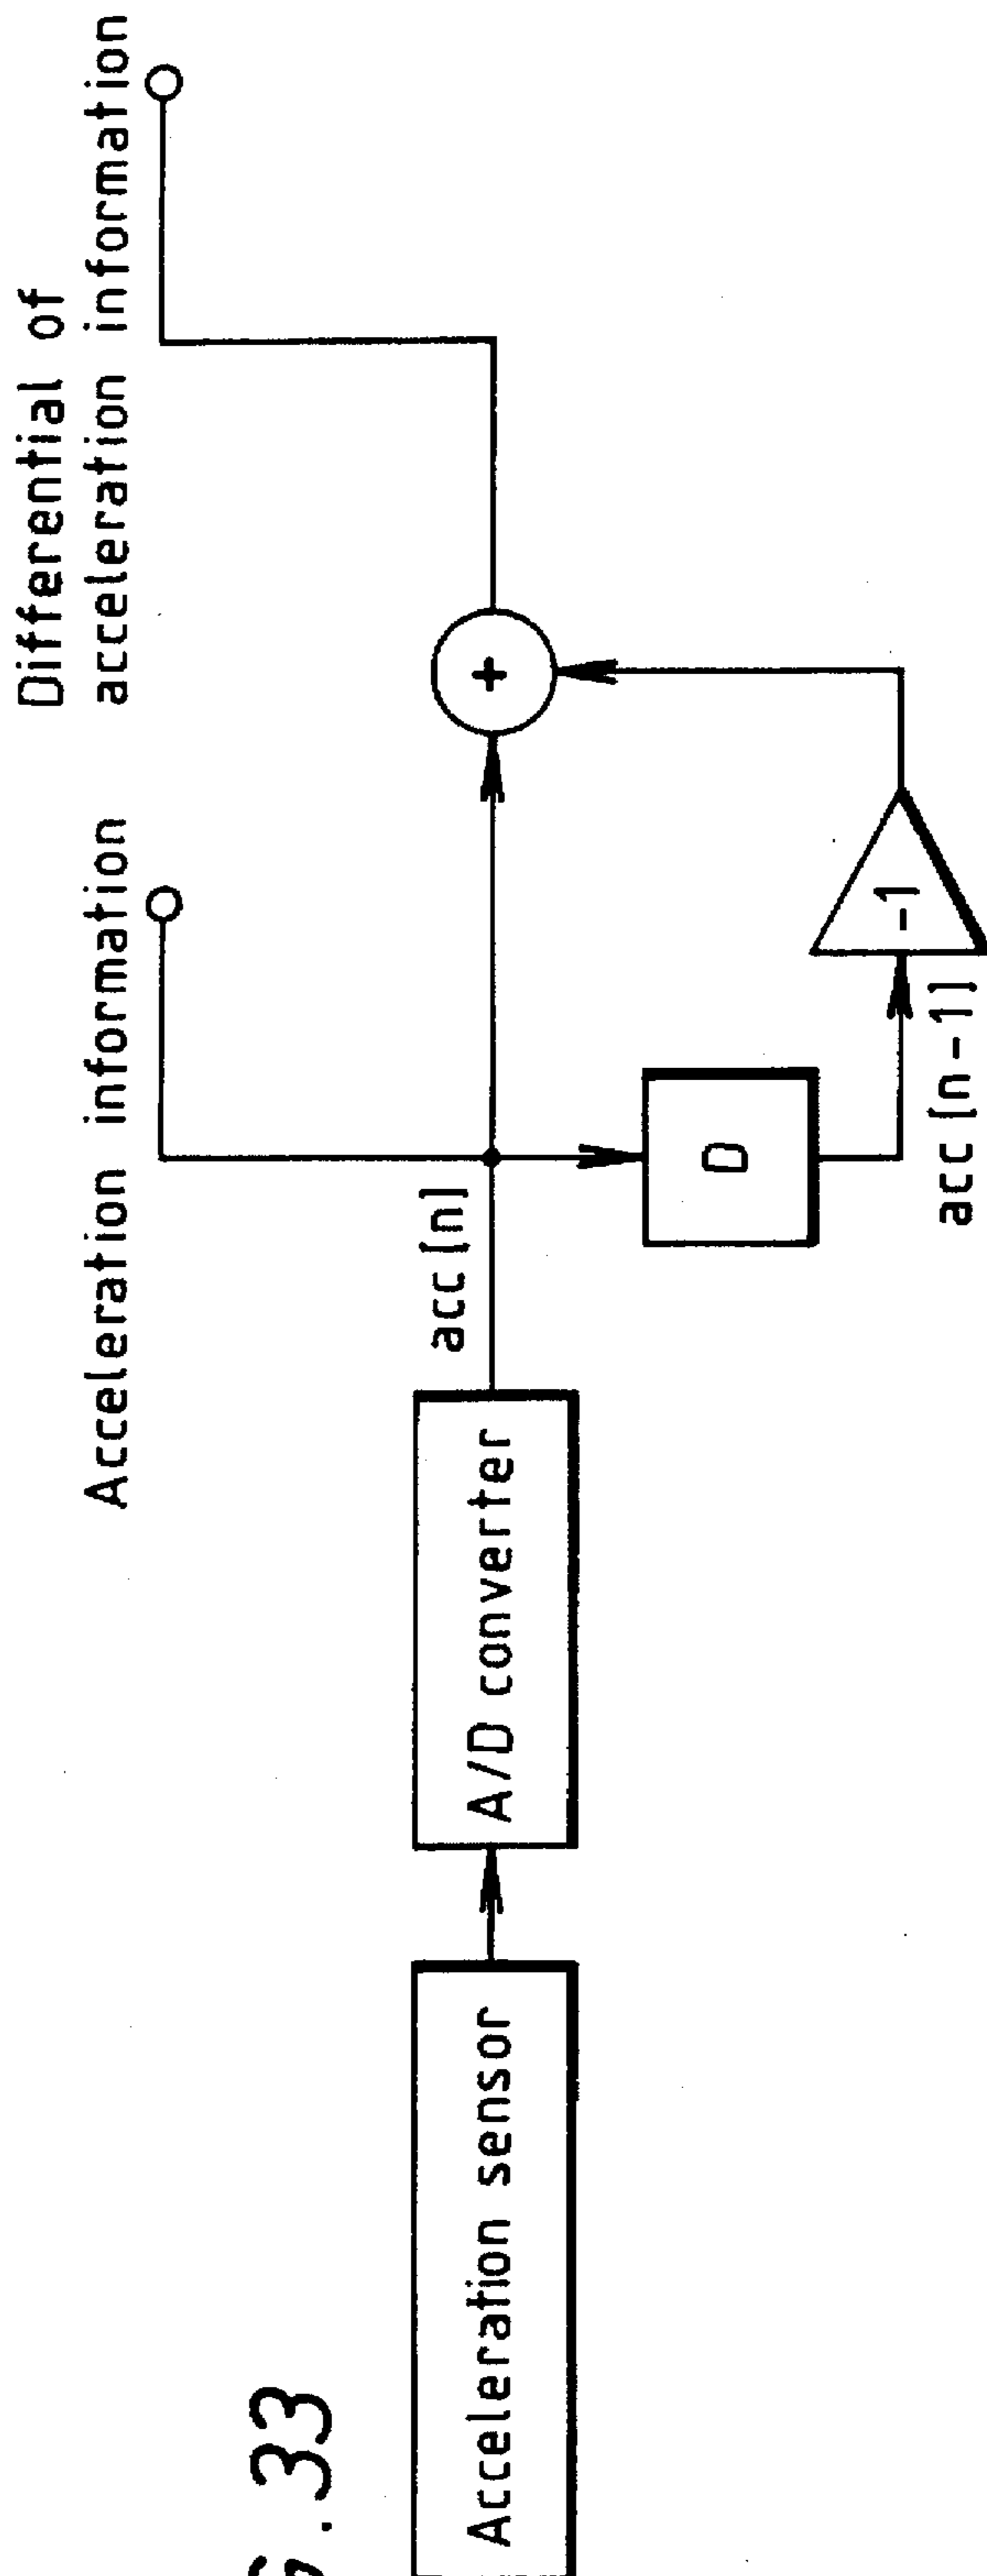 .33
Differential of
acceleration information
Acceleration information
Acceleration sensor
A/D converter
acc [n]
D
acc [n-1]
-1
+